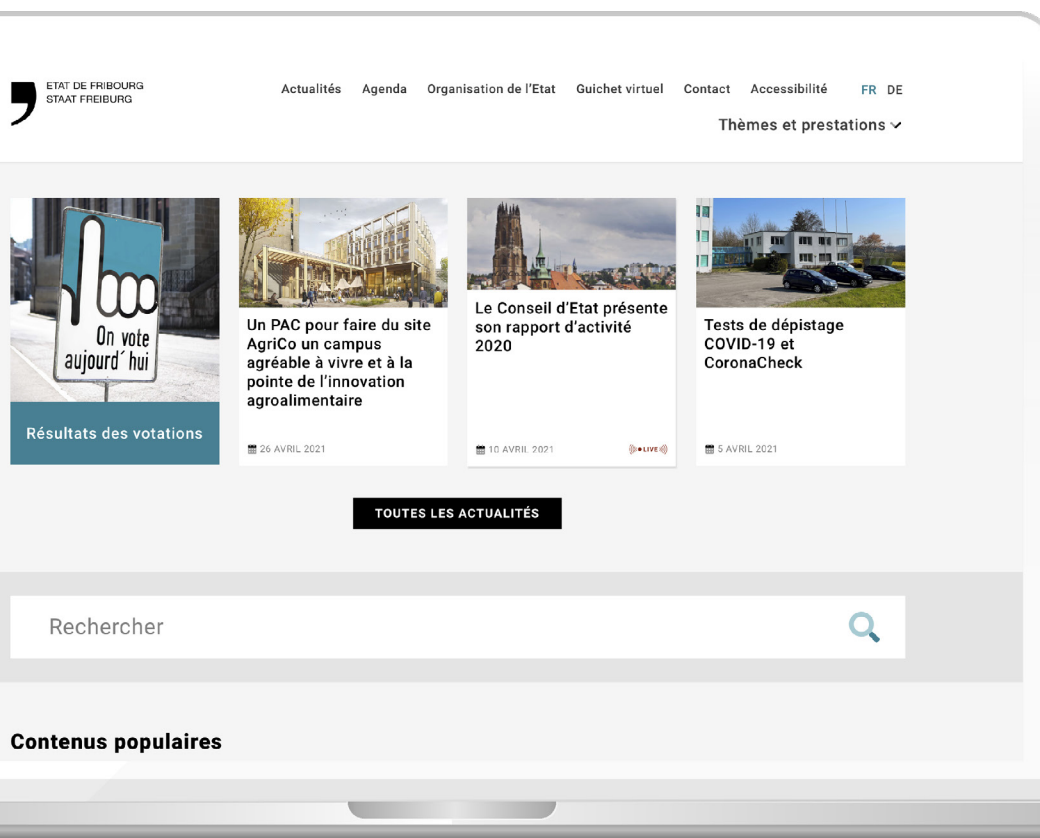 ETAT DE FRIBOURG
STAAT FREIBURG
Actualités Agenda Organisation de l'Etat Guichet virtuel Contact Accessibilité FR DE
Thèmes et prestations
On vote
aujourd´hui
Résultats des votations
Un PAC pour faire du site
AgriCo un campus
agréable à vivre et à la
pointe de l'innovation
agroalimentaire
26 AVRIL 2021
Le Conseil d'Etat présente
son rapport d'activité
2020
10 AVRIL 2021
LIVE
Tests de dépistage
COVID-19 et
CoronaCheck
5 AVRIL 2021
TOUTES LES ACTUALITÉS
Rechercher
Contenus populaires